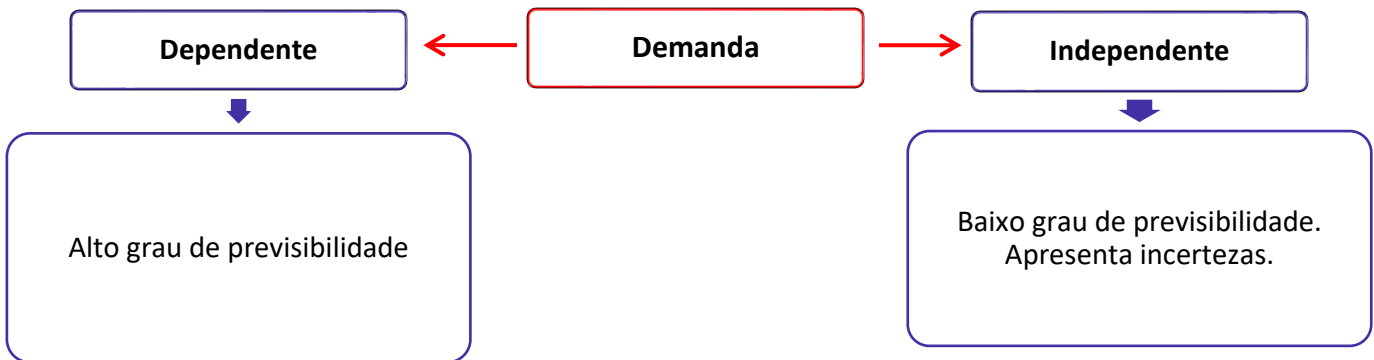 Dependente
Demanda
Independente
Alto grau de previsibilidade
Baixo grau de previsibilidade.
Apresenta incertezas.